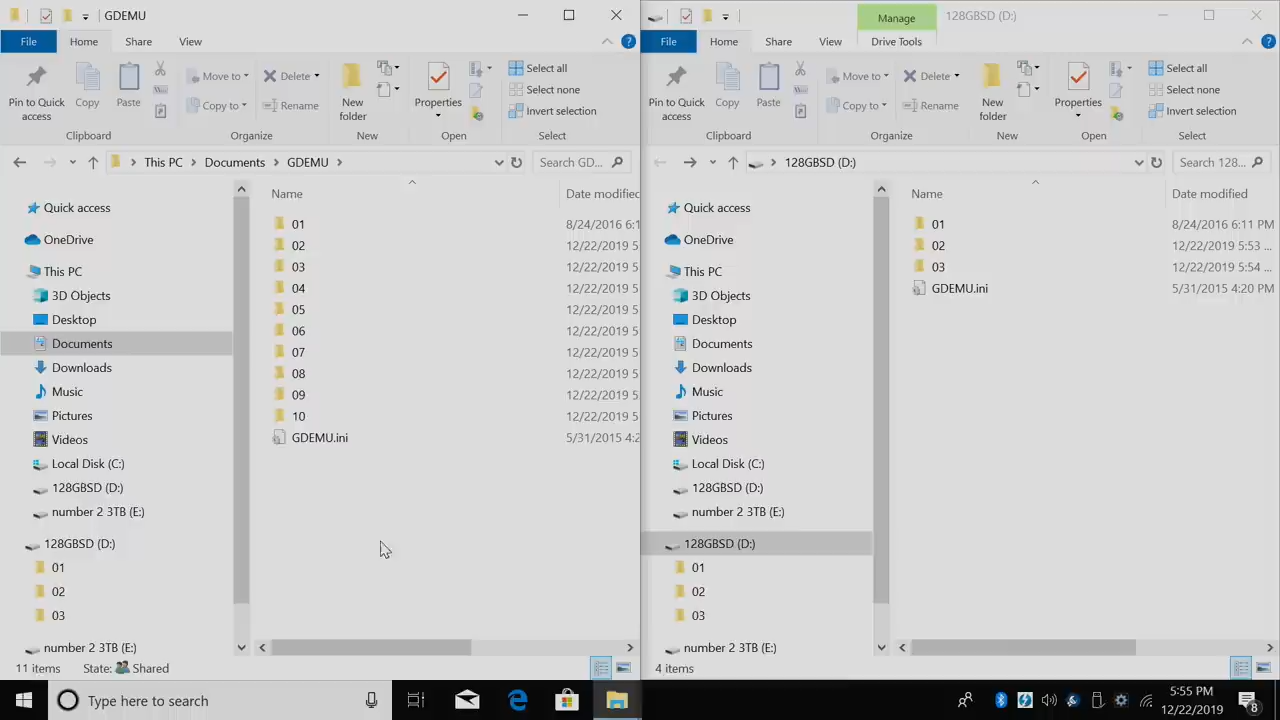 GDEMU
File Home Share View
Pin to Quick access
Copy
Paste
Move to
Copy to
Delete
Rename
New folder
Properties
Select all
Select none
Invert selection
Clipboard Organize New Open Select
This PC Documents GDEMU
Search GD...
Name Date modified
Quick access
OneDrive
This PC
3D Objects
Desktop
Documents
Downloads
Music
Pictures
Videos
Local Disk (C:)
128GBSD (D:)
number 2 3TB (E:)
128GBSD (D:)
01
02
03
number 2 3TB (E:)
01 8/24/2016 6:1
02 12/22/2019 5
03 12/22/2019 5
04 12/22/2019 5
05 12/22/2019 5
06 12/22/2019 5
07 12/22/2019 5
08 12/22/2019 5
09 12/22/2019 5
10 12/22/2019 5
GDEMU.ini 5/31/2015 4:2
11 items State: Shared
Manage 128GBSD (D:)
File Home Share View Drive Tools
Pin to Quick access
Copy
Paste
Move to
Copy to
Delete
Rename
New folder
Properties
Select all
Select none
Invert selection
Clipboard Organize New Open Select
128GBSD (D:)
Search 128...
Name Date modified
Quick access
OneDrive
This PC
3D Objects
Desktop
Documents
Downloads
Music
Pictures
Videos
Local Disk (C:)
128GBSD (D:)
number 2 3TB (E:)
128GBSD (D:)
01
02
03
number 2 3TB (E:)
01 8/24/2016 6:11 PM
02 12/22/2019 5:53 ...
03 12/22/2019 5:54 ...
GDEMU.ini 5/31/2015 4:20 PM
4 items
Type here to search
5:55 PM
12/22/2019
8